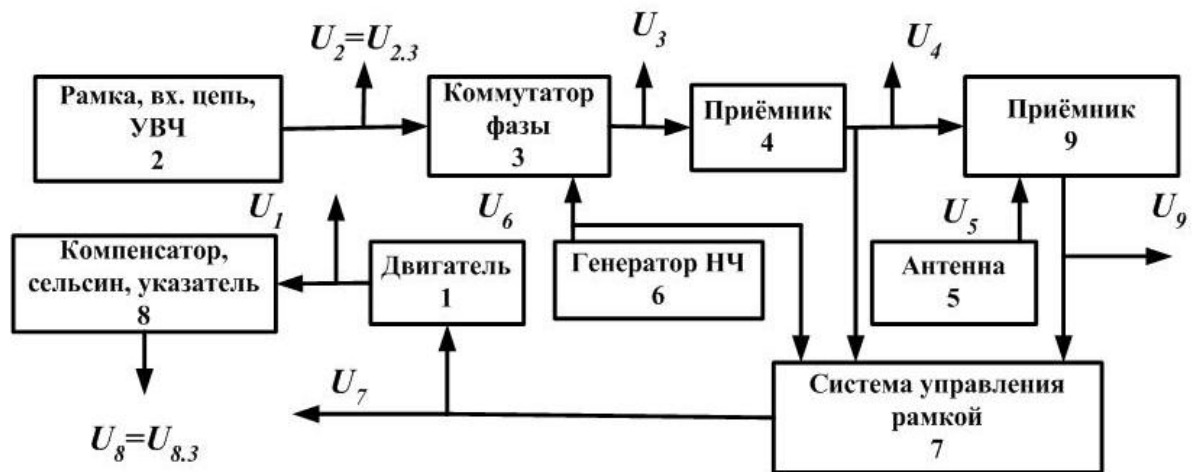 U₂=U₂.₃
U₃
U₄
Рамка, вх. цепь,
УВЧ
2
Коммутатор
фазы
3
Приёмник
4
Приёмник
9
U₁
U₆
U₅
U₉
Компенсатор,
сельсин, указатель
8
Двигатель
1
Генератор НЧ
6
Антенна
5
U₇
Система управления
рамкой
7
U₈=U₈.₃